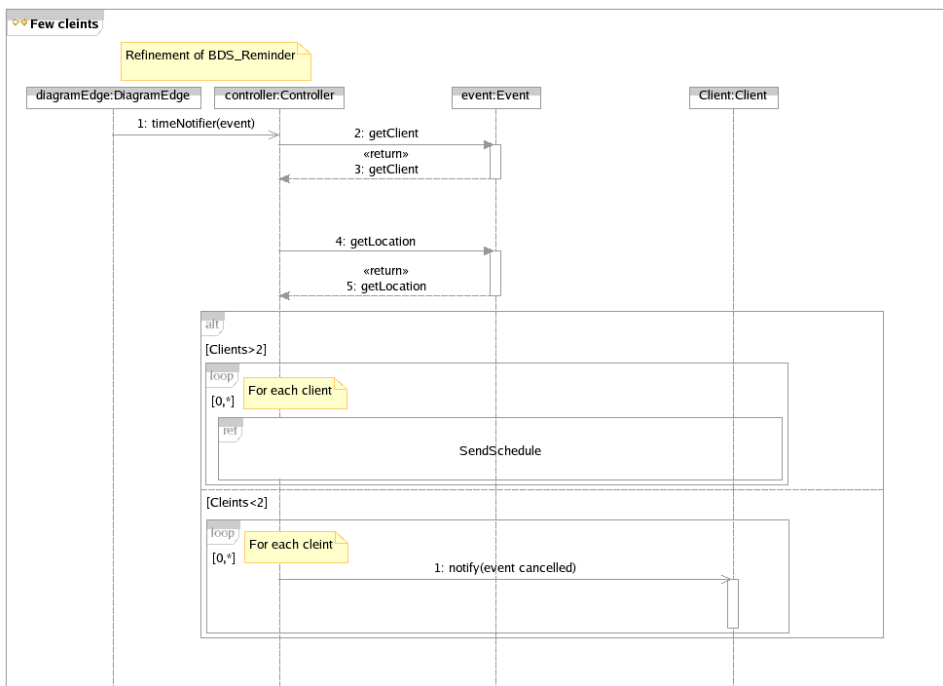 Few cleints
Refinement of BDS_Reminder
diagramEdge:DiagramEdge
controller:Controller
event:Event
Client:Client
1: timeNotifier(event)
2: getClient
«return»
3: getClient
4: getLocation
«return»
5: getLocation
alt
[Clients>2]
loop
For each client
[0,*]
ref
SendSchedule
[Cleints<2]
loop
For each cleint
[0,*]
1: notify(event cancelled)